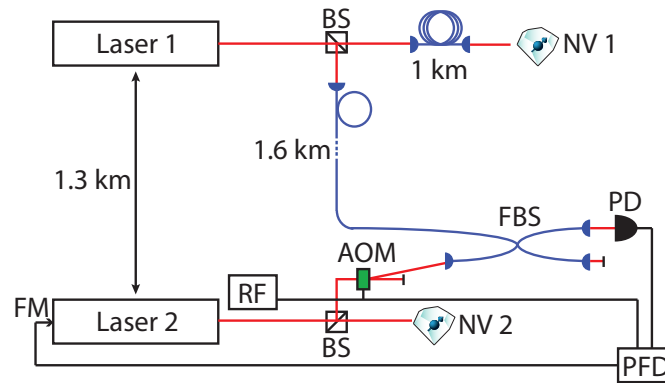 BS
Laser 1
NV 1
1 km
1.3 km
1.6 km
PD
FBS
AOM
RF
FM
Laser 2
NV 2
BS
PFD